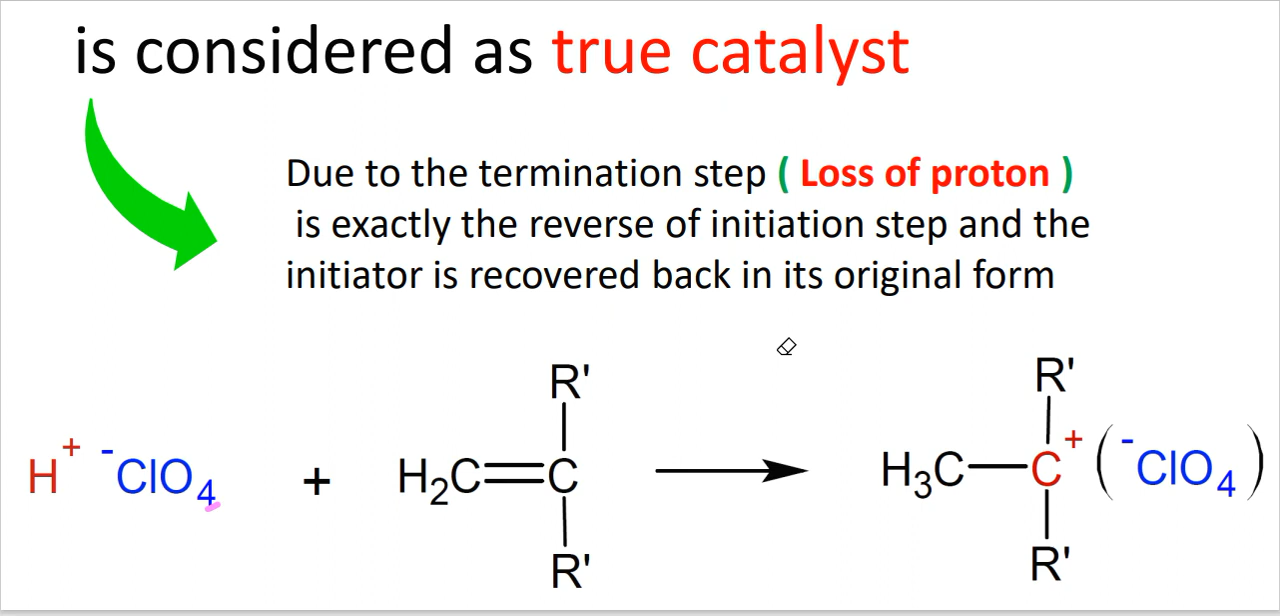 is considered as true catalyst
Due to the termination step ( Loss of proton )
is exactly the reverse of initiation step and the
initiator is recovered back in its original form
R'
R'
H⁺ ⁻ClO₄ + H₂C=C H₃C—C⁺ (⁻ClO₄)
R'
R'